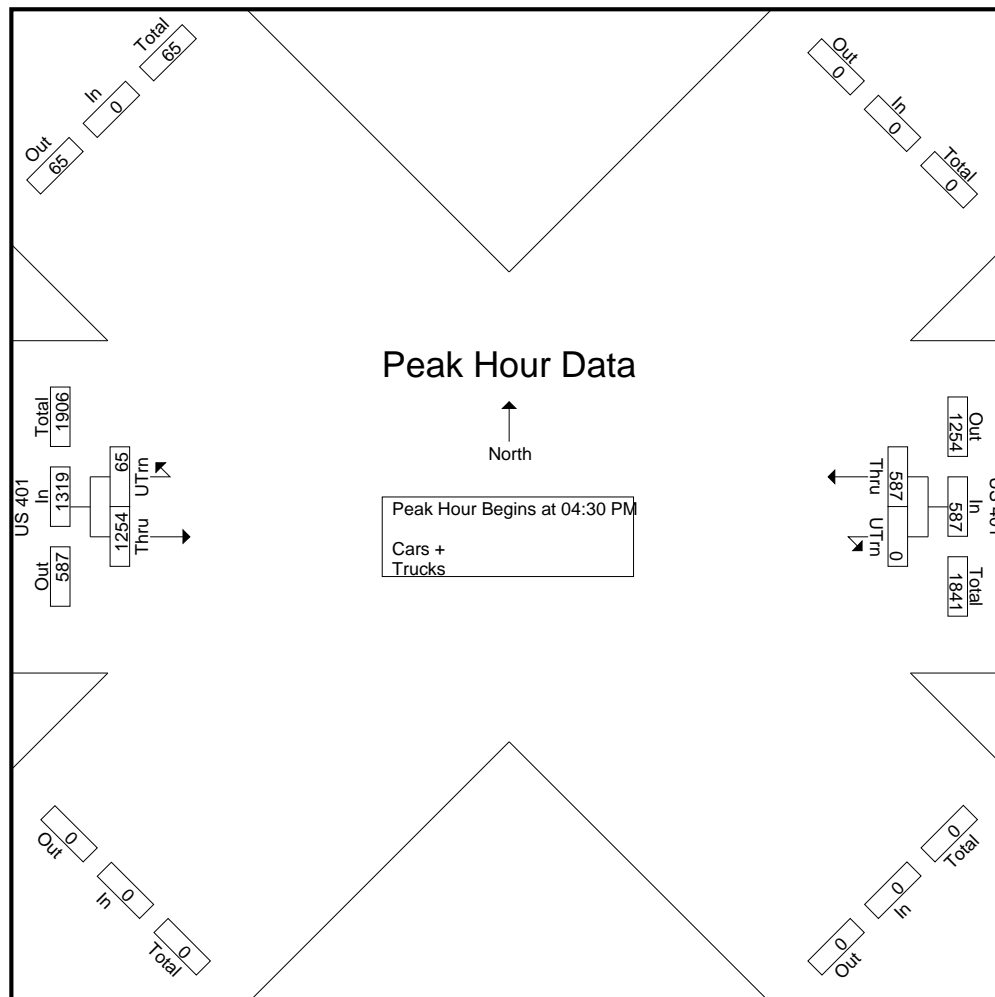 Total
65
In
0
Out
65
Out
0
In
0
Total
0
Peak Hour Data
North
Peak Hour Begins at 04:30 PM
Cars +
Trucks
US 401
Total
1906
In
1319
Out
587
65
1254
UTrn
Thru
Thru
UTrn
587
0
Out
1254
In
587
Total
1841
US 401
0
Out
0
In
0
Total
0
Total
0
In
0
Out